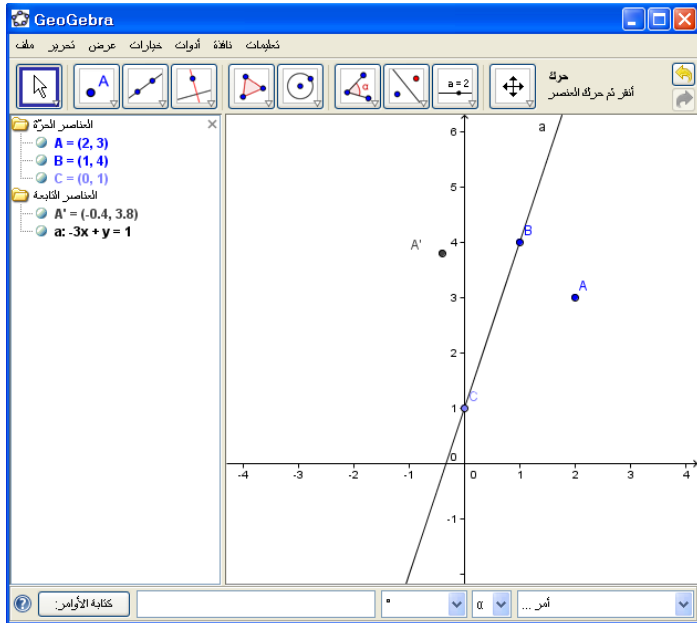 GeoGebra
ملف تحرير عرض خيارات أدوات نافذة تعليمات
A
α
a = 2
حرك
أنقر ثم حرك العنصر
العناصر الحرّة
A = (2, 3)
B = (1, 4)
C = (0, 1)
العناصر التابعة
A' = (-0.4, 3.8)
a: -3x + y = 1
a
6
5
A'
4
B
3
A
2
C
1
0
-4 -3 -2 -1 0 1 2 3 4
-1
كتابة الأوامر:
°
α
أمر ...